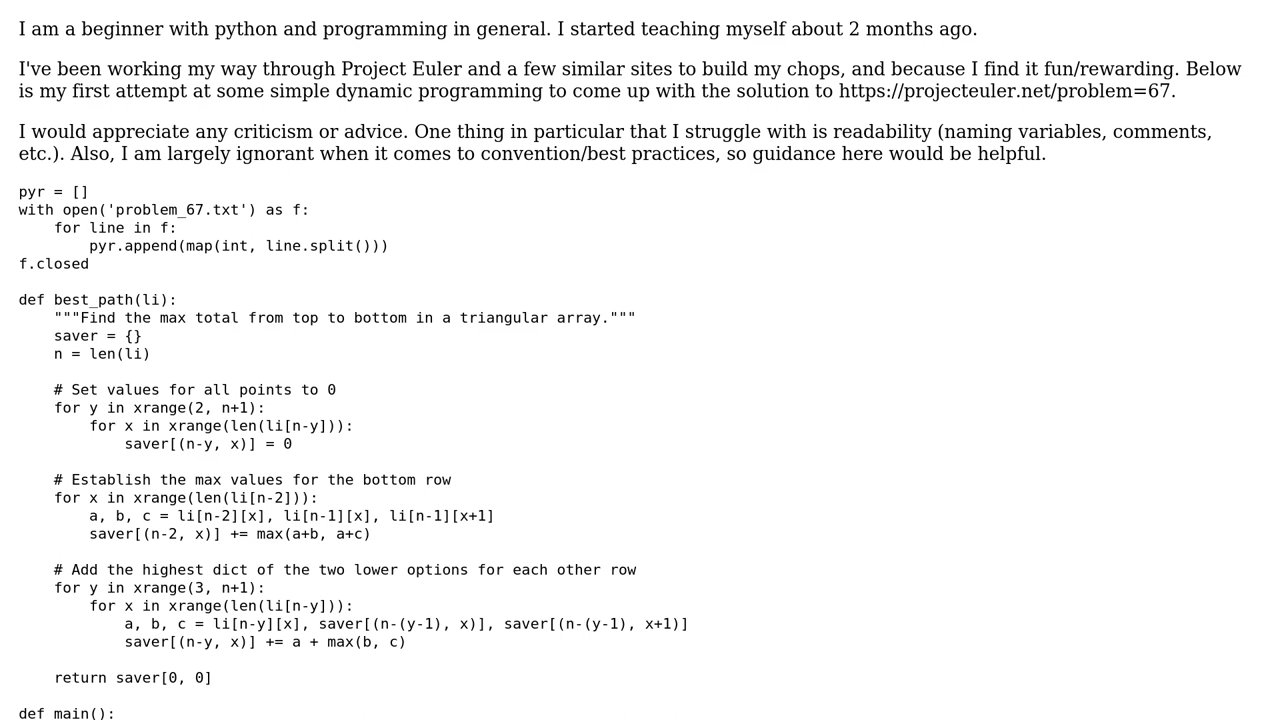 I am a beginner with python and programming in general. I started teaching myself about 2 months ago.
I've been working my way through Project Euler and a few similar sites to build my chops, and because I find it fun/rewarding. Below
is my first attempt at some simple dynamic programming to come up with the solution to https://projecteuler.net/problem=67.
I would appreciate any criticism or advice. One thing in particular that I struggle with is readability (naming variables, comments,
etc.). Also, I am largely ignorant when it comes to convention/best practices, so guidance here would be helpful.
pyr = []
with open('problem_67.txt') as f:
    for line in f:
        pyr.append(map(int, line.split()))
f.closed
def best_path(li):
    """Find the max total from top to bottom in a triangular array."""
    saver = {}
    n = len(li)
    # Set values for all points to 0
    for y in xrange(2, n+1):
        for x in xrange(len(li[n-y])):
            saver[(n-y, x)] = 0
    # Establish the max values for the bottom row
    for x in xrange(len(li[n-2])):
        a, b, c = li[n-2][x], li[n-1][x], li[n-1][x+1]
        saver[(n-2, x)] += max(a+b, a+c)
    # Add the highest dict of the two lower options for each other row
    for y in xrange(3, n+1):
        for x in xrange(len(li[n-y])):
            a, b, c = li[n-y][x], saver[(n-(y-1), x)], saver[(n-(y-1), x+1)]
            saver[(n-y, x)] += a + max(b, c)
    return saver[0, 0]
def main():